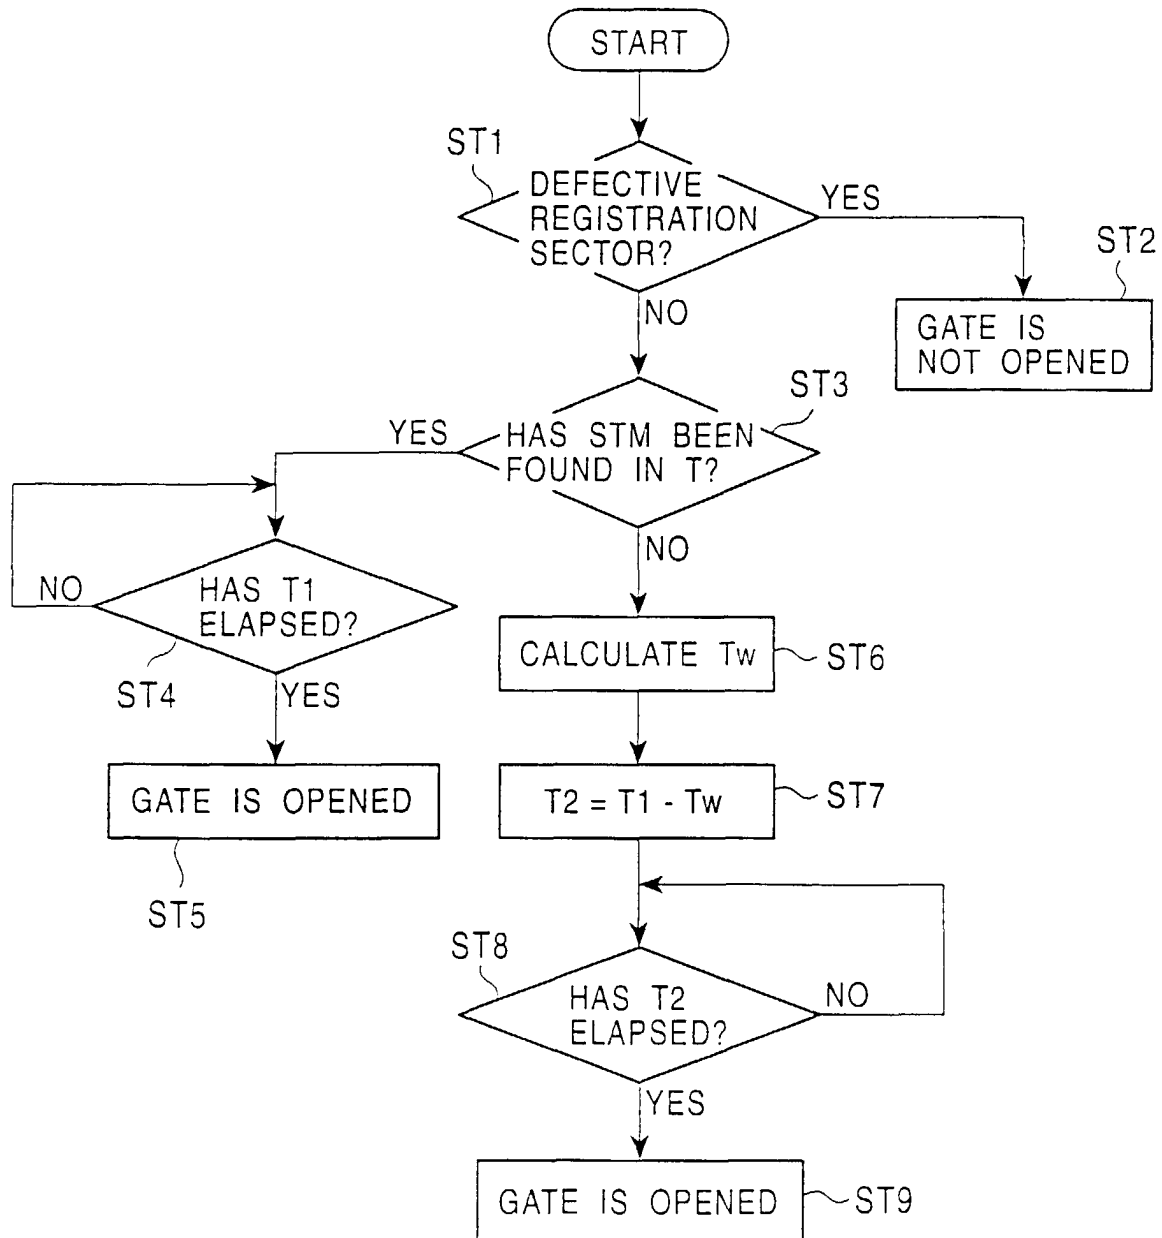 START
ST1
DEFECTIVE
REGISTRATION
SECTOR?
YES
ST2
GATE IS
NOT OPENED
NO
ST3
HAS STM BEEN
FOUND IN T?
YES
NO
HAS T1
ELAPSED?
NO
ST4
YES
GATE IS OPENED
ST5
CALCULATE Tw
ST6
T2 = T1 - Tw
ST7
ST8
HAS T2
ELAPSED?
NO
YES
GATE IS OPENED
ST9